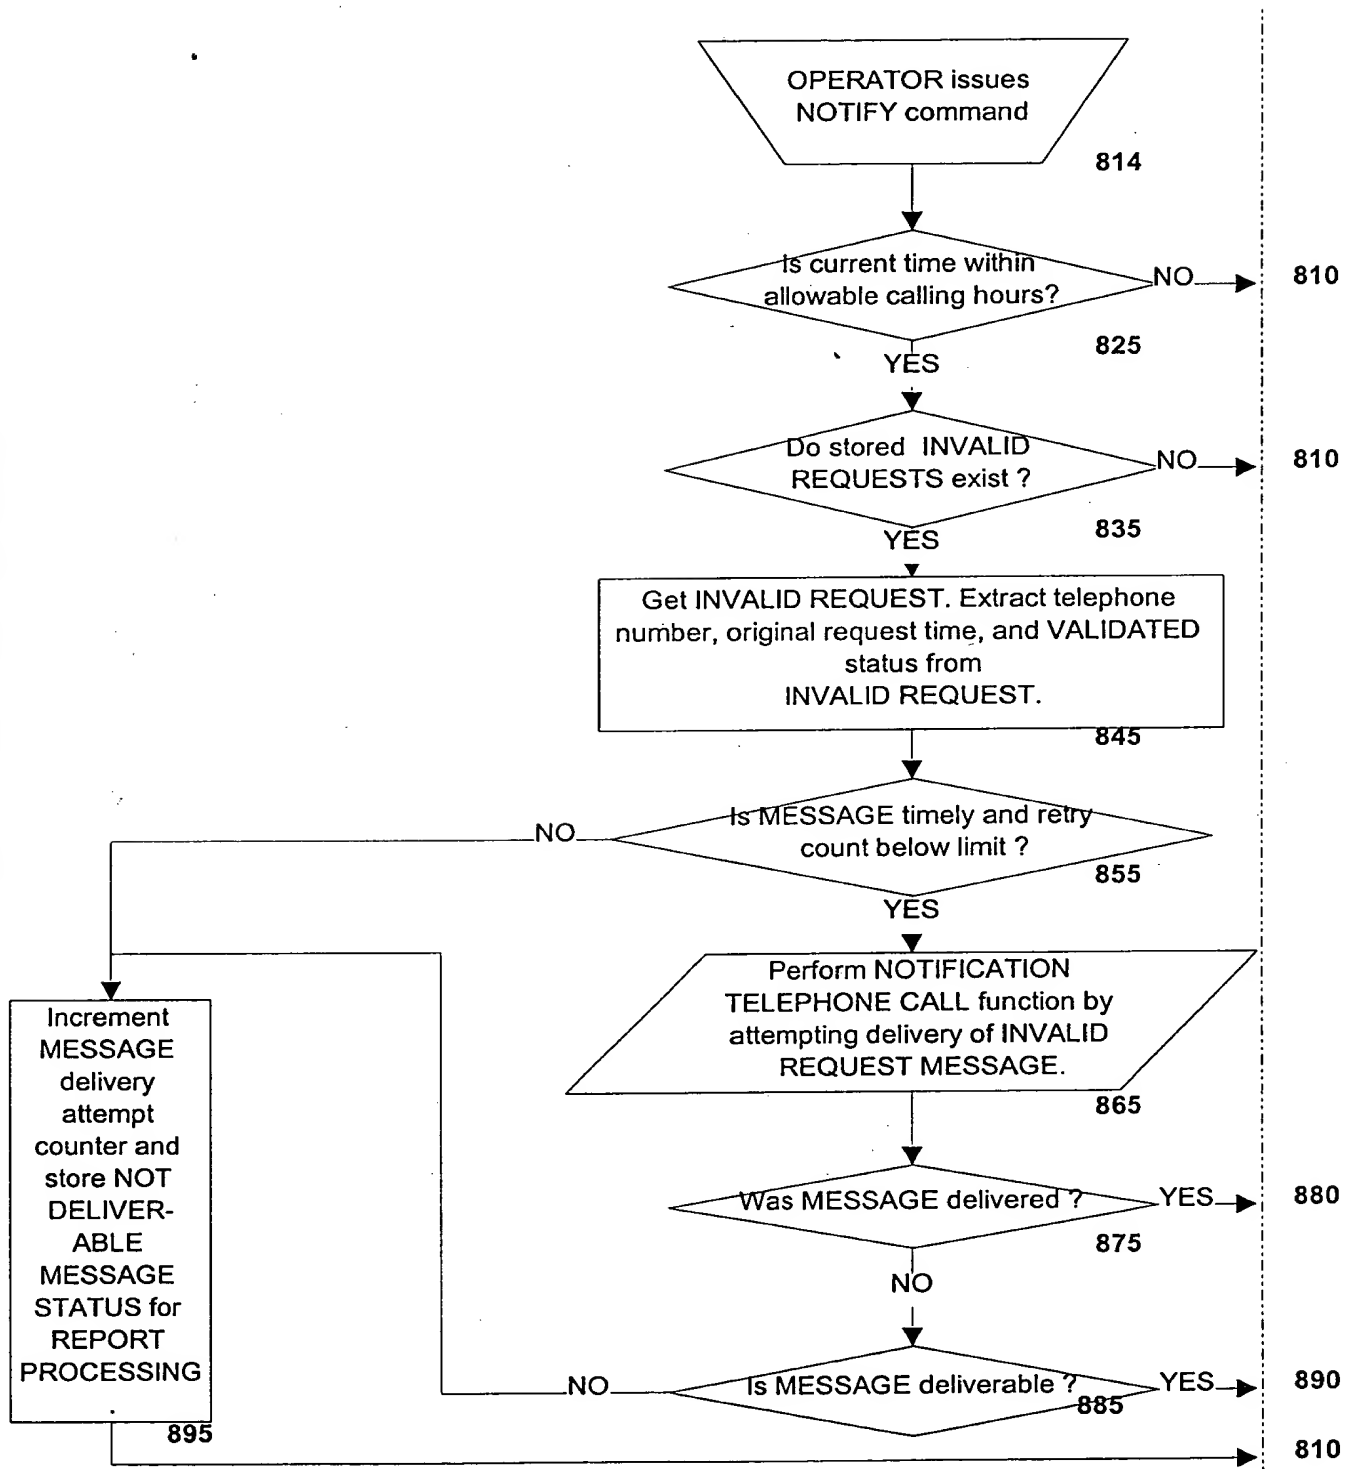 OPERATOR issues
NOTIFY command
814
Is current time within
allowable calling hours?
NO
810
825
YES
Do stored INVALID
REQUESTS exist ?
NO
810
835
YES
Get INVALID REQUEST. Extract telephone
number, original request time, and VALIDATED
status from
INVALID REQUEST.
845
Is MESSAGE timely and retry
count below limit ?
NO
855
YES
Perform NOTIFICATION
TELEPHONE CALL function by
attempting delivery of INVALID
REQUEST MESSAGE.
865
Increment
MESSAGE
delivery
attempt
counter and
store NOT
DELIVER-
ABLE
MESSAGE
STATUS for
REPORT
PROCESSING
895
Was MESSAGE delivered ?
YES
880
875
NO
Is MESSAGE deliverable ?
YES
890
885
NO
810